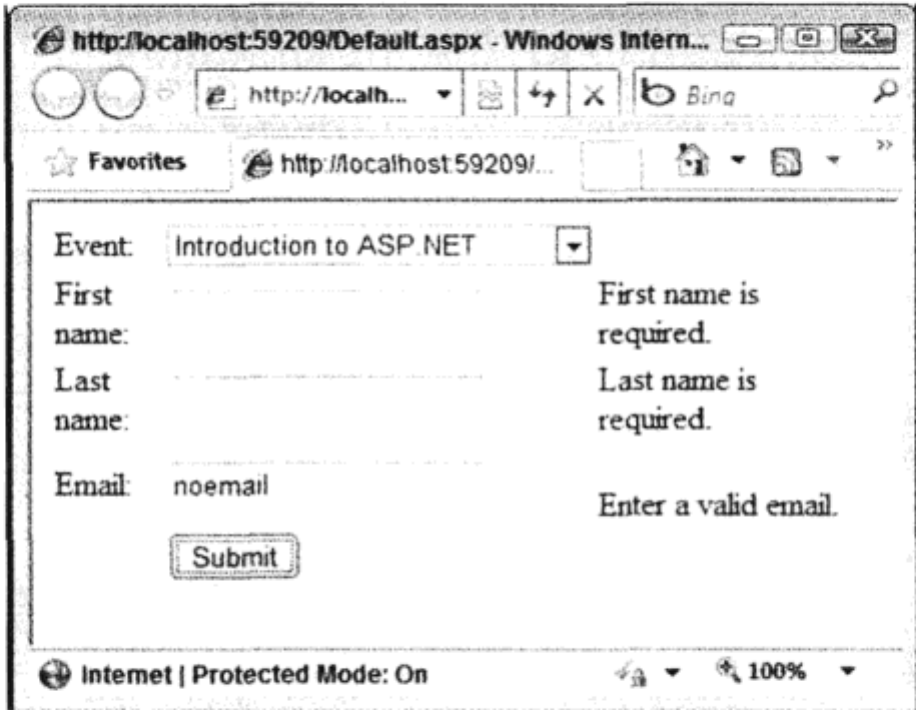 http://localhost:59209/Default.aspx - Windows Intern...
http://localh...
Bing
Favorites
http://localhost:59209/...
Event:
Introduction to ASP.NET
First name:
First name is required.
Last name:
Last name is required.
Email:
noemail
Enter a valid email.
Submit
Internet | Protected Mode: On
100%